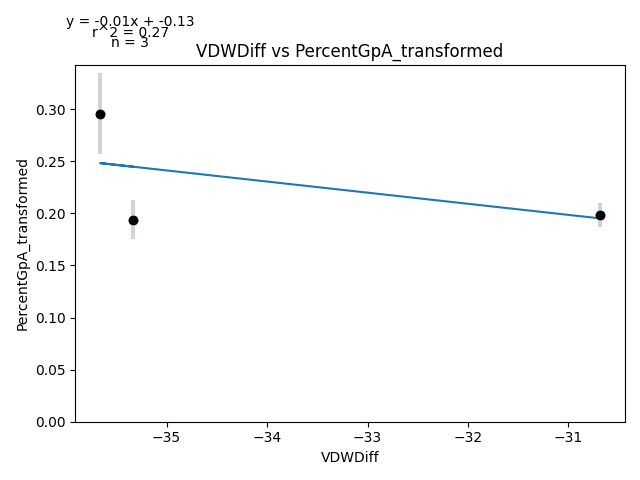 y = -0.01x + -0.13
r^2 = 0.27
n = 3
VDWDiff vs PercentGpA_transformed
PercentGpA_transformed
0.30
0.25
0.20
0.15
0.10
0.05
0.00
−35 −34 −33 −32 −31
VDWDiff